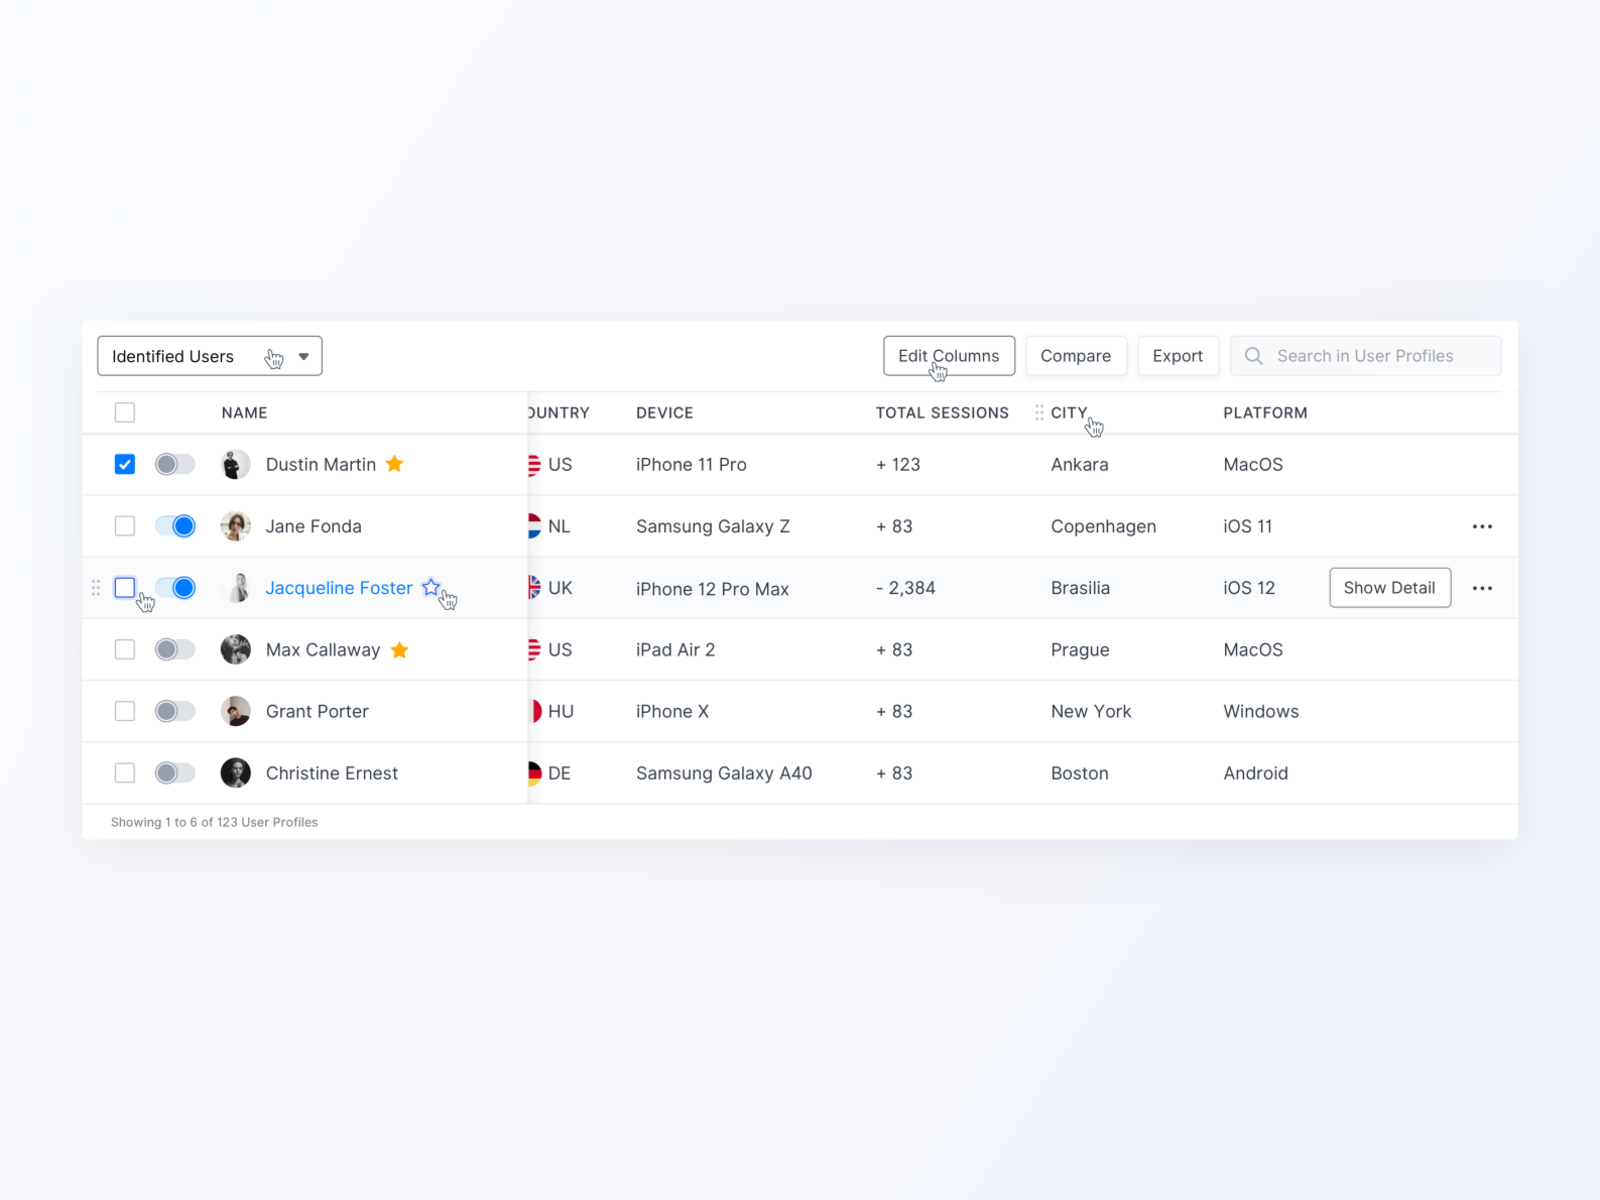 Identified Users
Edit Columns
Compare
Export
Search in User Profiles
NAME
OUNTRY
DEVICE
TOTAL SESSIONS
CITY
PLATFORM
Dustin Martin
US
iPhone 11 Pro
+ 123
Ankara
MacOS
Jane Fonda
NL
Samsung Galaxy Z
+ 83
Copenhagen
iOS 11
Jacqueline Foster
UK
iPhone 12 Pro Max
- 2,384
Brasilia
iOS 12
Show Detail
Max Callaway
US
iPad Air 2
+ 83
Prague
MacOS
Grant Porter
HU
iPhone X
+ 83
New York
Windows
Christine Ernest
DE
Samsung Galaxy A40
+ 83
Boston
Android
Showing 1 to 6 of 123 User Profiles